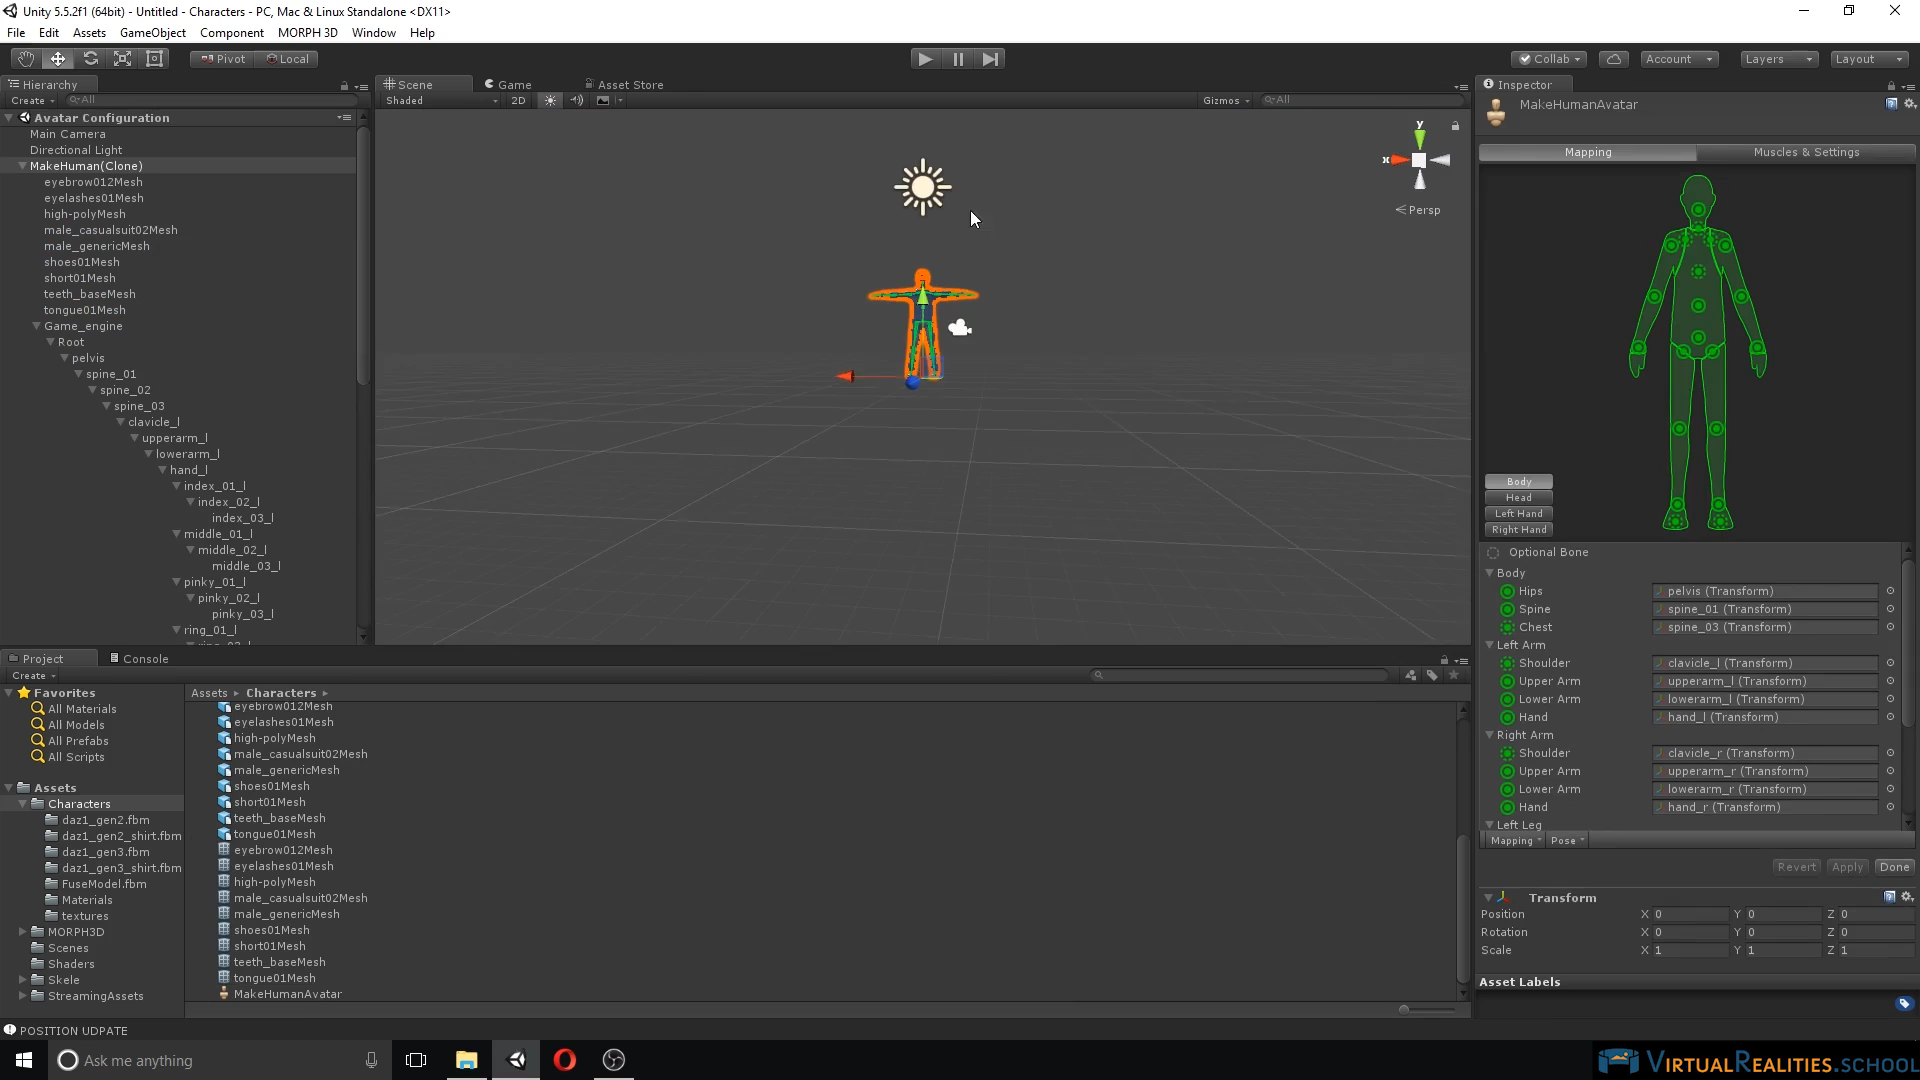 Unity 5.5.2f1 (64bit) - Untitled - Characters - PC, Mac & Linux Standalone <DX11>
File Edit Assets GameObject Component MORPH 3D Window Help
Pivot Local Collab Account Layers Layout
Hierarchy
Create All
Avatar Configuration
Main Camera
Directional Light
MakeHuman(Clone)
eyebrow012Mesh
eyelashes01Mesh
high-polyMesh
male_casualsuit02Mesh
male_genericMesh
shoes01Mesh
short01Mesh
teeth_baseMesh
tongue01Mesh
Game_engine
Root
pelvis
spine_01
spine_02
spine_03
clavicle_l
upperarm_l
lowerarm_l
hand_l
index_01_l
index_02_l
index_03_l
middle_01_l
middle_02_l
middle_03_l
pinky_01_l
pinky_02_l
pinky_03_l
ring_01_l
Scene Game Asset Store
Shaded 2D Gizmos All
y
x
Persp
Inspector
MakeHumanAvatar
Mapping Muscles & Settings
Body
Head
Left Hand
Right Hand
Optional Bone
Body
Hips pelvis (Transform)
Spine spine_01 (Transform)
Chest spine_03 (Transform)
Left Arm
Shoulder clavicle_l (Transform)
Upper Arm upperarm_l (Transform)
Lower Arm lowerarm_l (Transform)
Hand hand_l (Transform)
Right Arm
Shoulder clavicle_r (Transform)
Upper Arm upperarm_r (Transform)
Lower Arm lowerarm_r (Transform)
Hand hand_r (Transform)
Left Leg
Mapping Pose
Revert Apply Done
Transform
Position X 0 Y 0 Z 0
Rotation X 0 Y 0 Z 0
Scale X 1 Y 1 Z 1
Asset Labels
Project Console
Create
Favorites
All Materials
All Models
All Prefabs
All Scripts
Assets
Characters
daz1_gen2.fbm
daz1_gen2_shirt.fbm
daz1_gen3.fbm
daz1_gen3_shirt.fbm
FuseModel.fbm
Materials
textures
MORPH3D
Scenes
Shaders
Skele
StreamingAssets
Assets Characters
eyebrow012Mesh
eyelashes01Mesh
high-polyMesh
male_casualsuit02Mesh
male_genericMesh
shoes01Mesh
short01Mesh
teeth_baseMesh
tongue01Mesh
eyebrow012Mesh
eyelashes01Mesh
high-polyMesh
male_casualsuit02Mesh
male_genericMesh
shoes01Mesh
short01Mesh
teeth_baseMesh
tongue01Mesh
MakeHumanAvatar
POSITION UDPATE
Ask me anything
VIRTUALREALITIES.SCHOOL